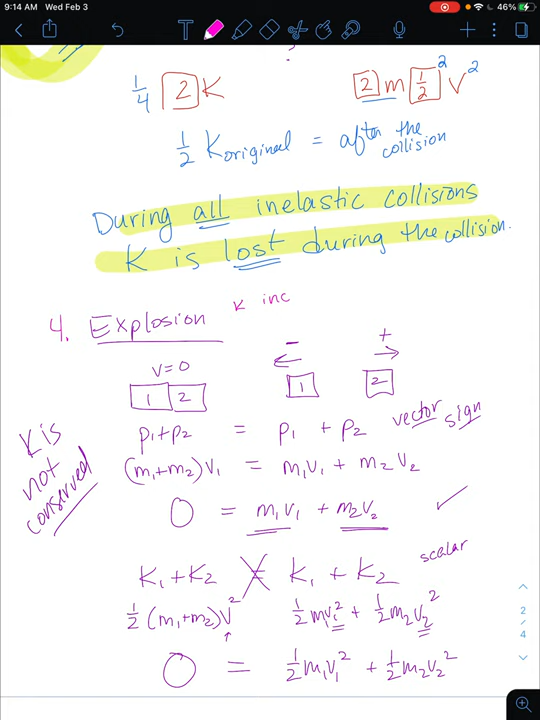 9:14 AM Wed Feb 3
46%
?
1/4 [2] K
[2] m [1/2]² V²
1/2 K original = after the collision
During all inelastic collisions
K is lost during the collision.
4. Explosion K inc
V=0 - +
1 2 1 2
K is not conserved
p₁+p₂ = p₁ + p₂ vector sign
(m₁+m₂)V₁ = m₁V₁ + m₂V₂
0 = m₁V₁ + m₂V₂ ✓
K₁+K₂ ≠ K₁ + K₂ scalar
1/2 (m₁+m₂)V² 1/2 m₁V₁² + 1/2 m₂V₂²
0 = 1/2 m₁V₁² + 1/2 m₂V₂²
2/4